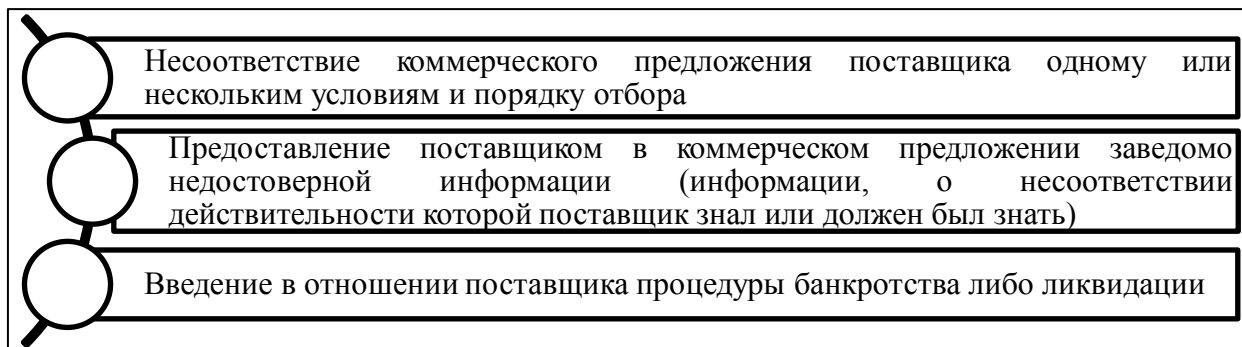 Несоответствие коммерческого предложения поставщика одному или
нескольким условиям и порядку отбора
Предоставление поставщиком в коммерческом предложении заведомо
недостоверной информации (информации, о несоответствии
действительности которой поставщик знал или должен был знать)
Введение в отношении поставщика процедуры банкротства либо ликвидации